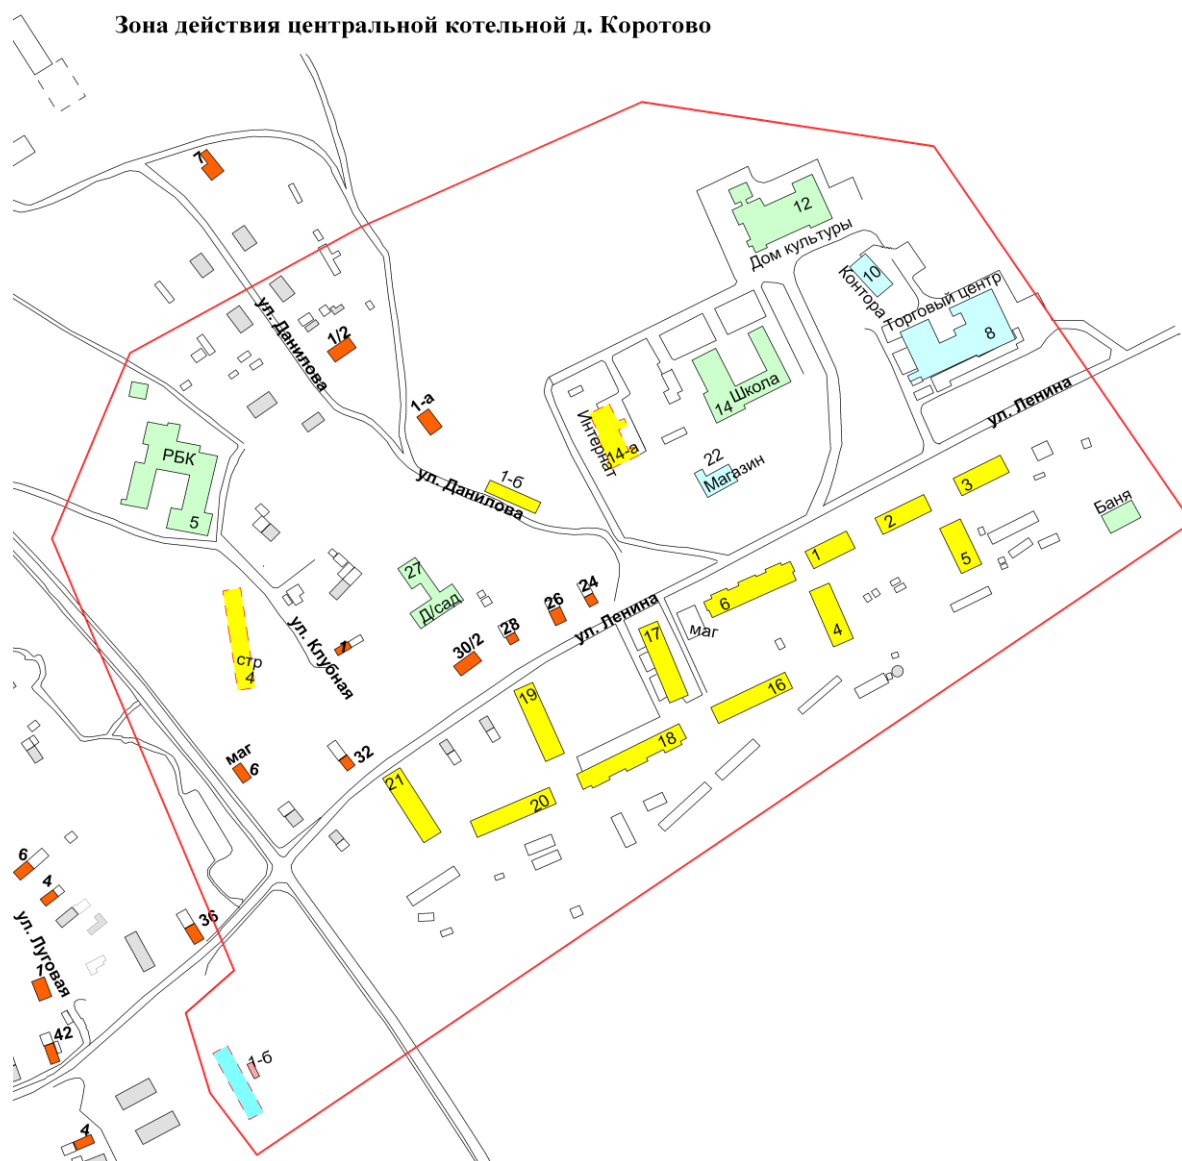 Зона действия центральной котельной д. Коротово
7
12
Дом культуры
10
Контора
Торговый центр
8
ул. Данилова
1/2
1-а
Школа
14
Интернат
14-а
22
Магазин
ул. Ленина
РБК
5
1-б
ул. Данилова
3
2
Баня
1
5
27
Д/сад
24
26
28
30/2
ул. Ленина
6
4
17
маг
стр
4
ул. Клубная
1
19
16
18
маг
6
32
21
20
6
4
36
ул. Луговая
1
42
1-б
4